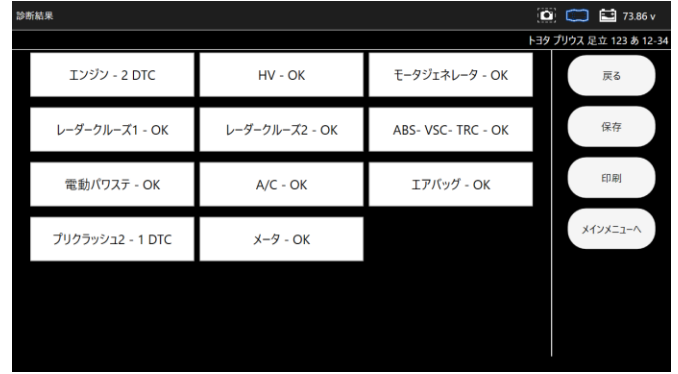 診断結果
73.86 v
トヨタ プリウス 足立 123 あ 12-34
エンジン - 2 DTC
HV - OK
モータジェネレータ - OK
戻る
レーダークルーズ1 - OK
レーダークルーズ2 - OK
ABS- VSC- TRC - OK
保存
電動パワステ - OK
A/C - OK
エアバッグ - OK
印刷
プリクラッシュ2 - 1 DTC
メータ - OK
メインメニューへ